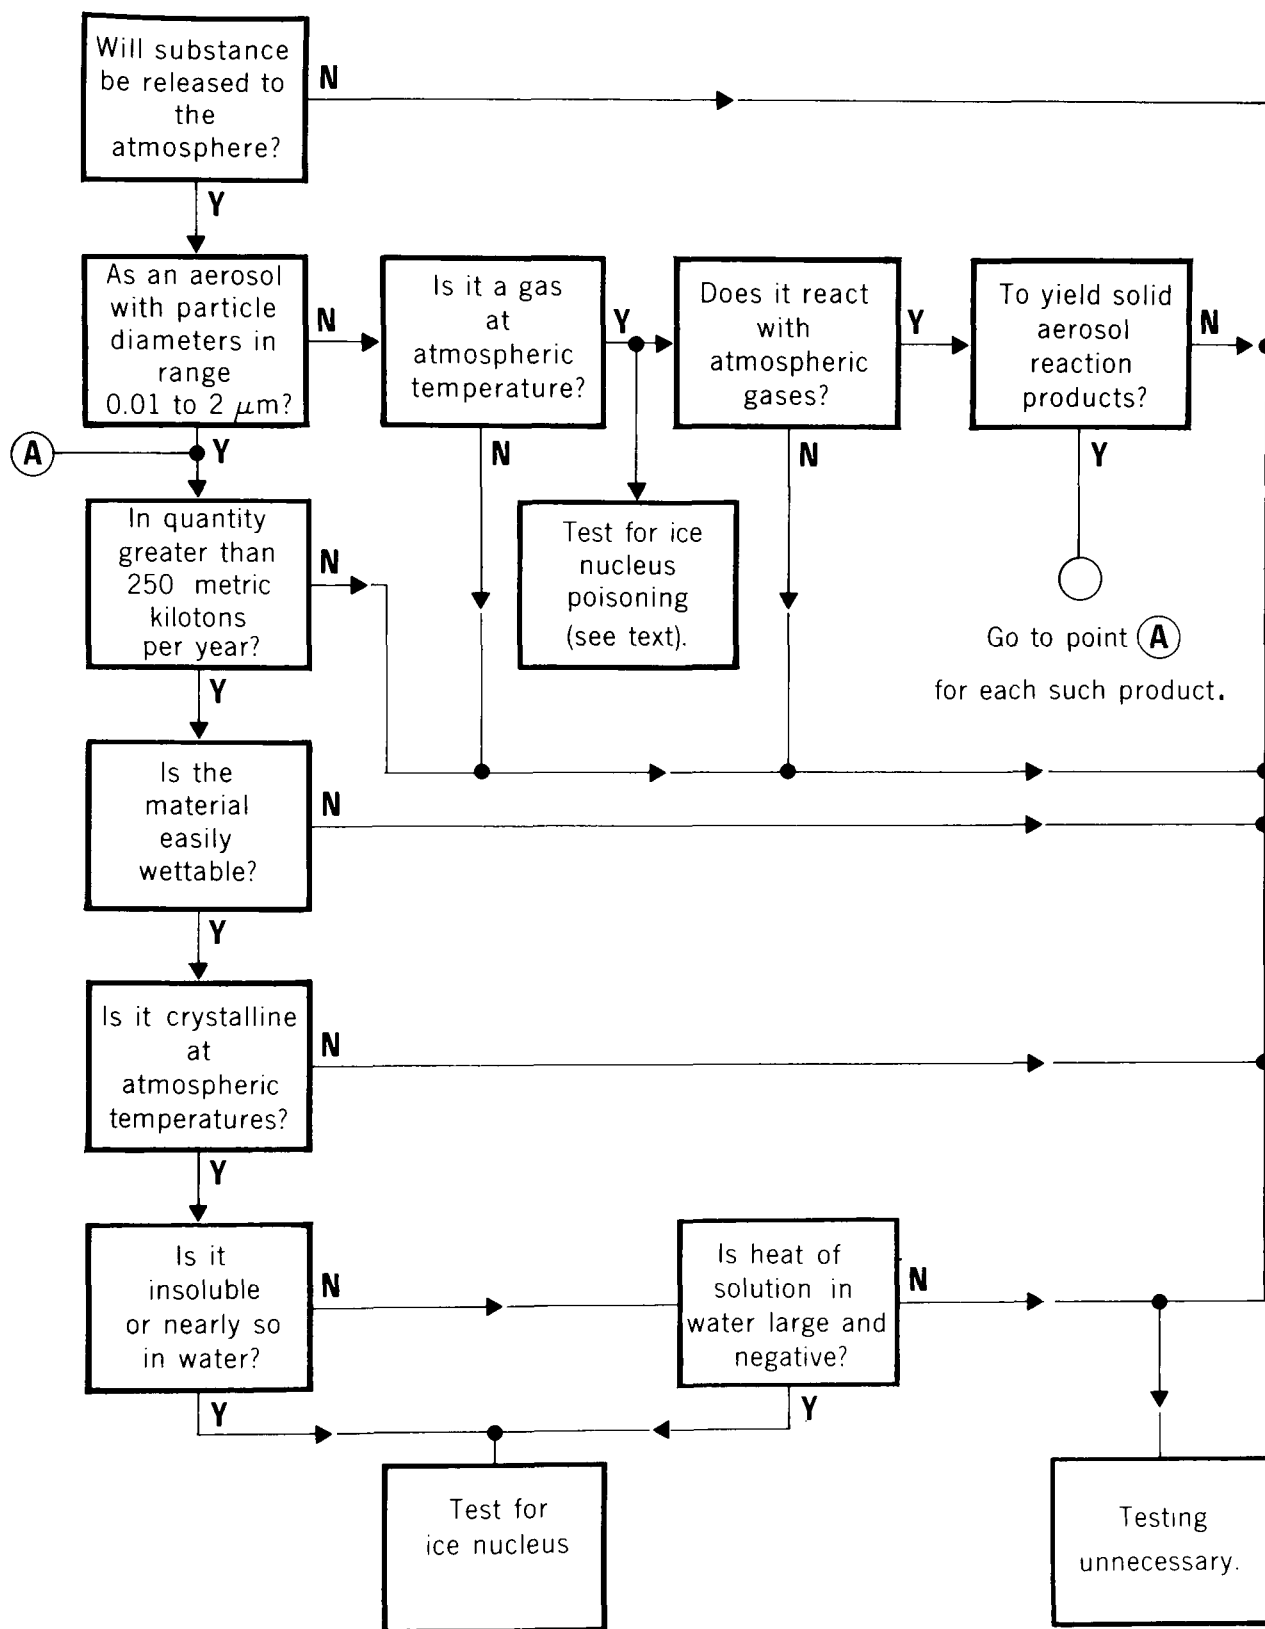 Will substance
be released to
the
atmosphere?
N
Y
As an aerosol
with particle
diameters in
range
0.01 to 2 μm?
N
Y
Is it a gas
at
atmospheric
temperature?
Y
N
Does it react
with
atmospheric
gases?
Y
N
To yield solid
aerosol
reaction
products?
N
Y
A
In quantity
greater than
250 metric
kilotons
per year?
N
Y
Test for ice
nucleus
poisoning
(see text).
Go to point A
for each such product.
Is the
material
easily
wettable?
N
Y
Is it crystalline
at
atmospheric
temperatures?
N
Y
Is it
insoluble
or nearly so
in water?
N
Y
Is heat of
solution in
water large and
negative?
N
Y
Test for
ice nucleus
Testing
unnecessary.